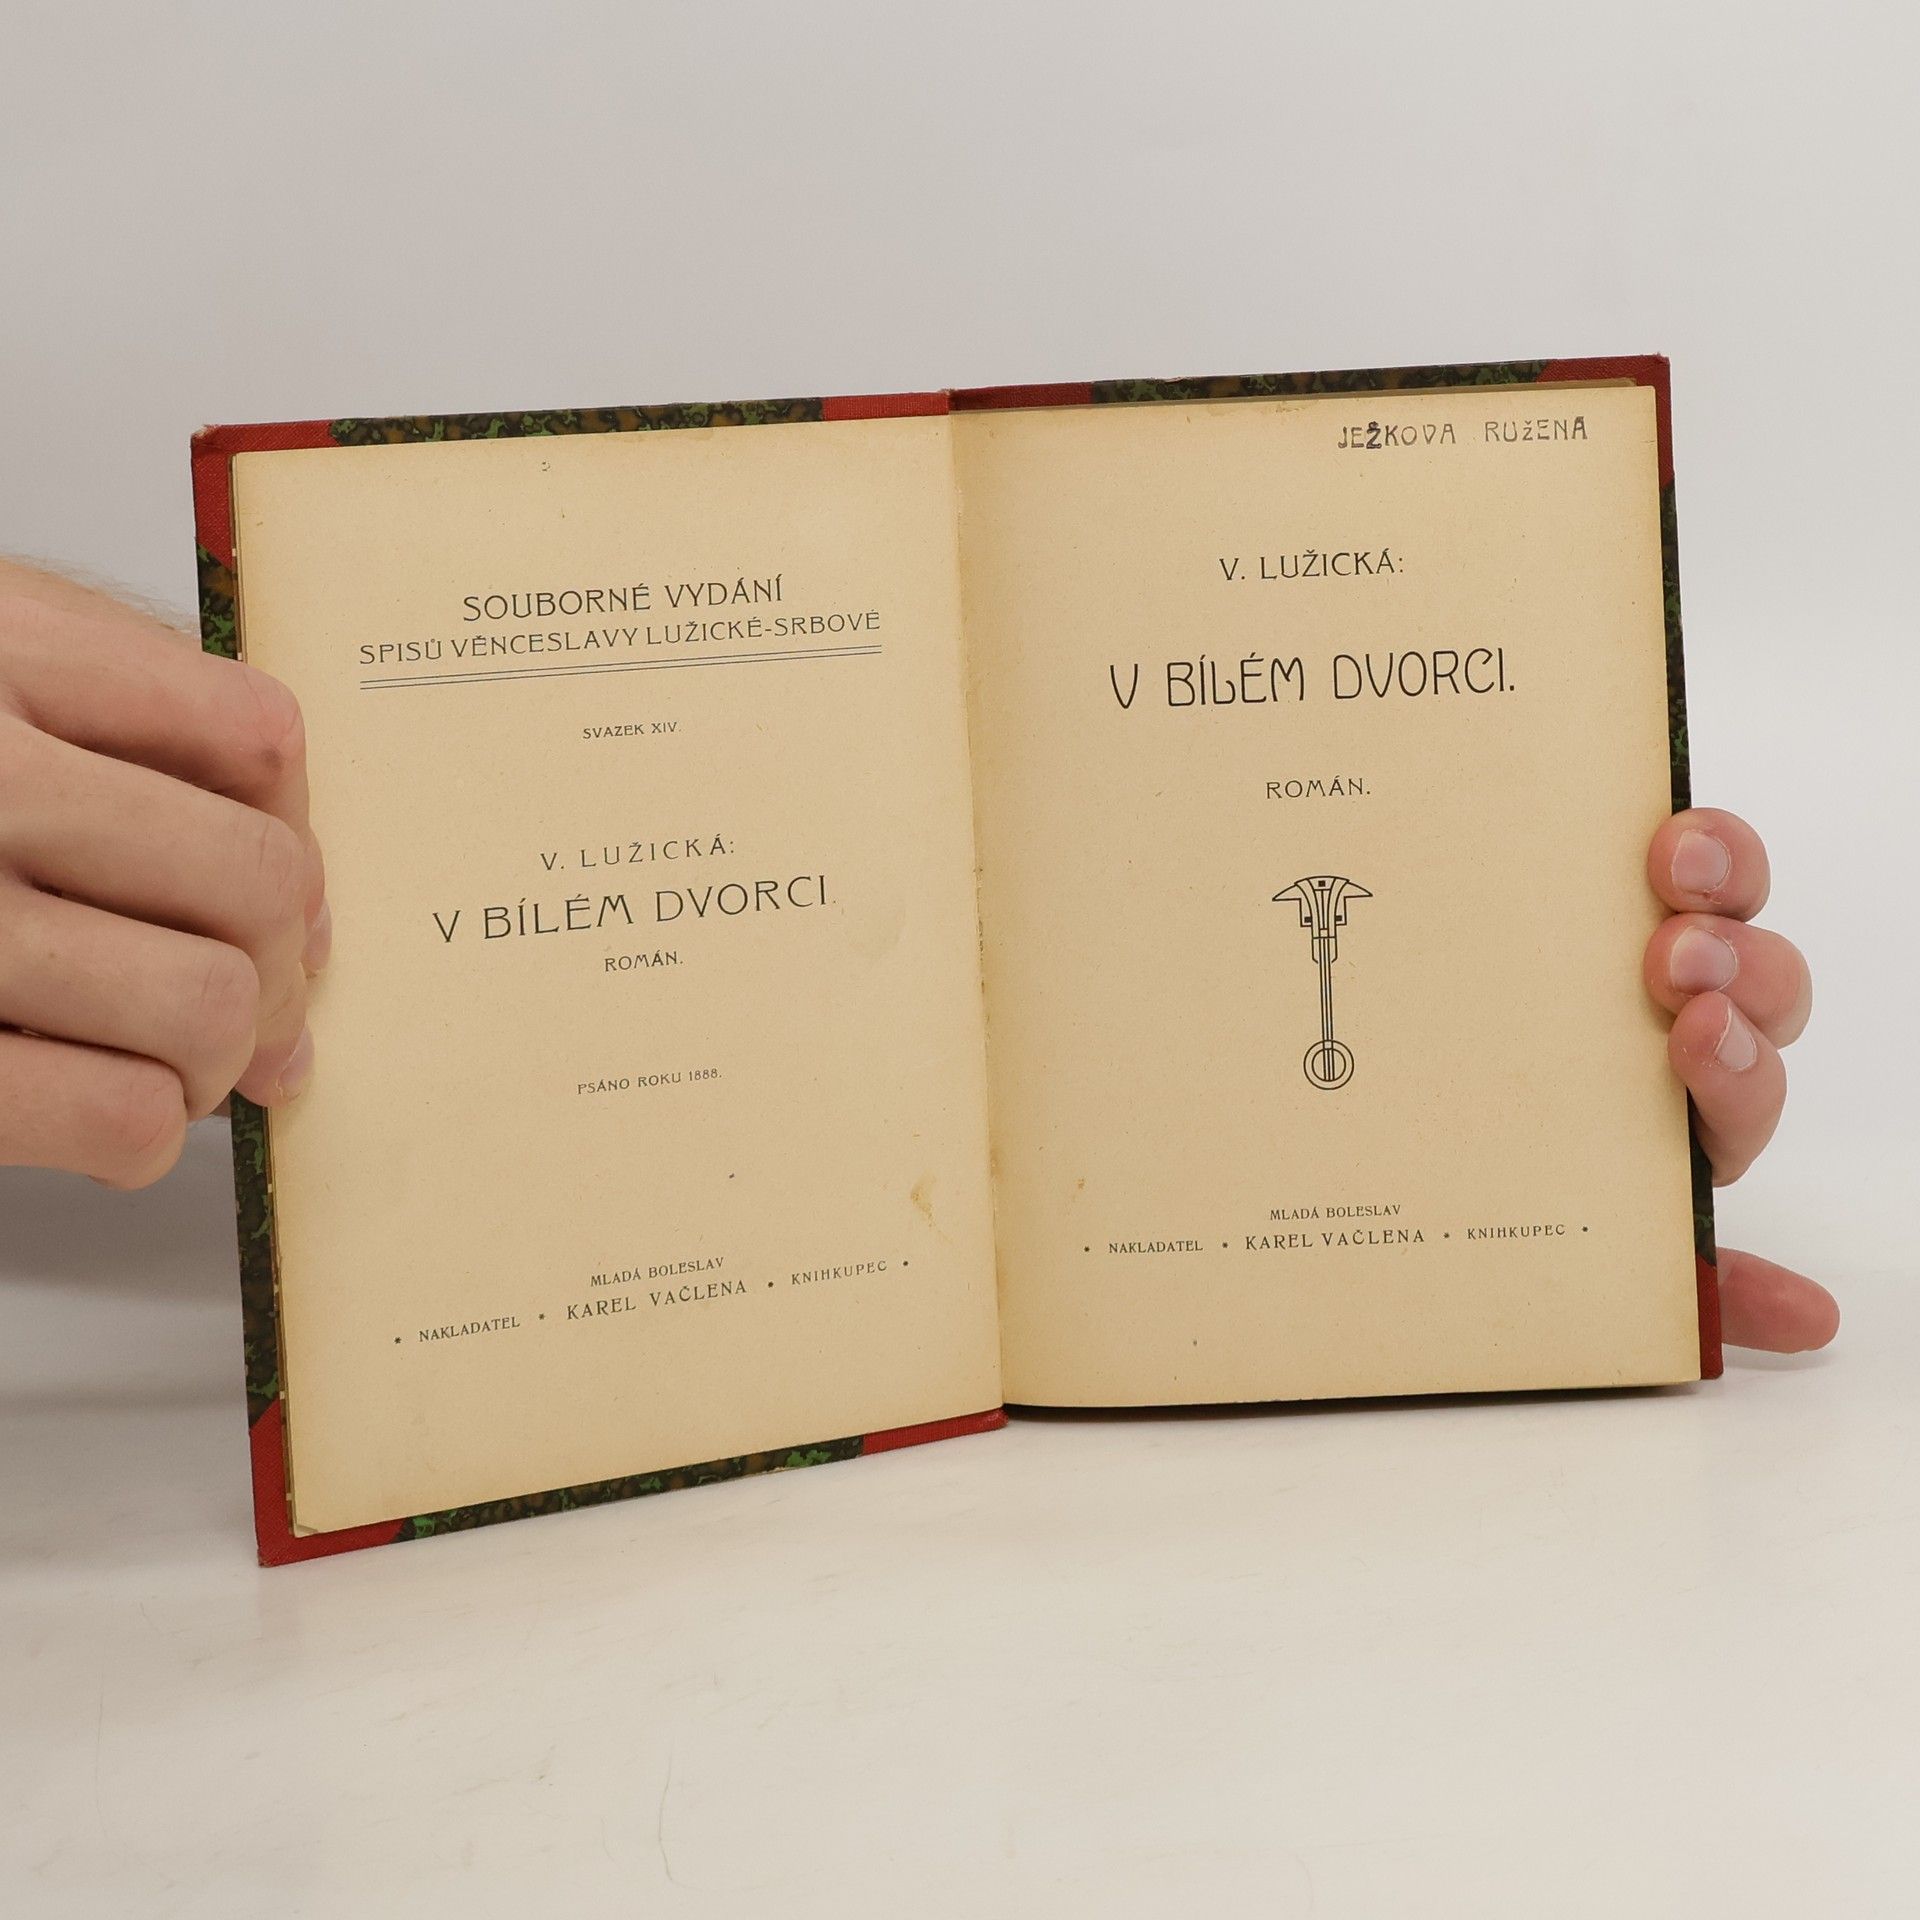 SOUBORNÉ VYDÁNÍ
SPISŮ VĚNCESLAVY LUŽICKÉ-SRBOVÉ
SVAZEK XIV.
V. LUŽICKÁ:
V BÍLÉM DVORCI.
ROMÁN.
PSÁNO ROKU 1888.
MLADÁ BOLESLAV
* NAKLADATEL * KAREL VAČLENA * KNIHKUPEC *
JEŽKOVA RUžENA
V. LUŽICKÁ:
V BÍLÉM DVORCI.
ROMÁN.
MLADÁ BOLESLAV
* NAKLADATEL * KAREL VAČLENA * KNIHKUPEC *